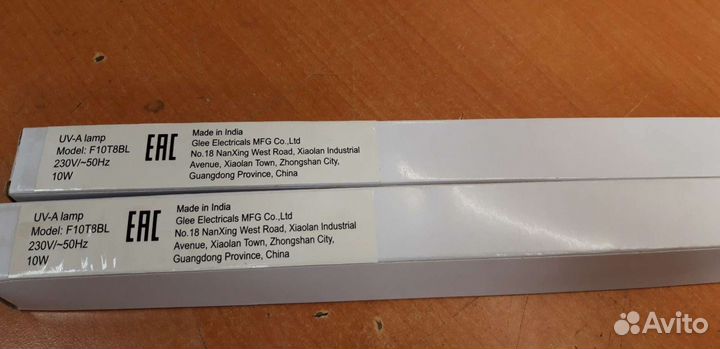 UV-A lamp
Model: F10T8BL
230V/~50Hz
10W
EAC
Made in India
Glee Electricals MFG Co.,Ltd
No.18 NanXing West Road, Xiaolan Industrial
Avenue, Xiaolan Town, Zhongshan City,
Guangdong Province, China
UV-A lamp
Model: F10T8BL
230V/~50Hz
10W
EAC
Made in India
Glee Electricals MFG Co.,Ltd
No.18 NanXing West Road, Xiaolan Industrial
Avenue, Xiaolan Town, Zhongshan City,
Guangdong Province, China
Avito